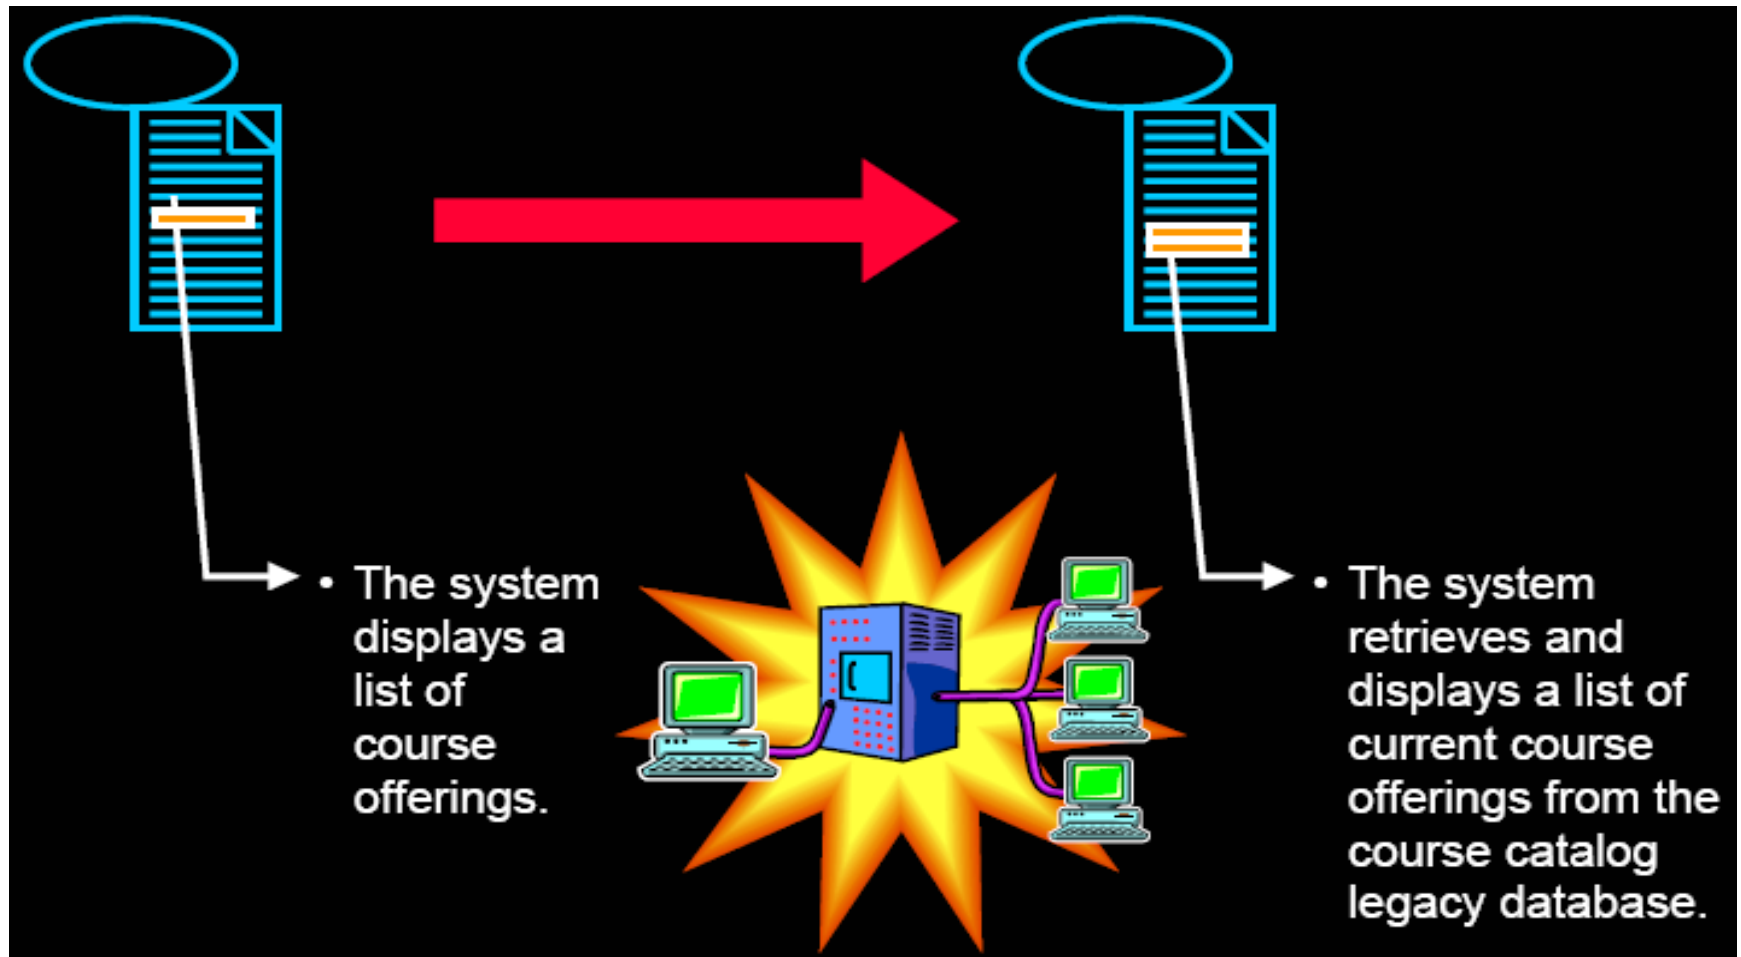 • The system
displays a
list of
course
offerings.
• The system
retrieves and
displays a list of
current course
offerings from the
course catalog
legacy database.